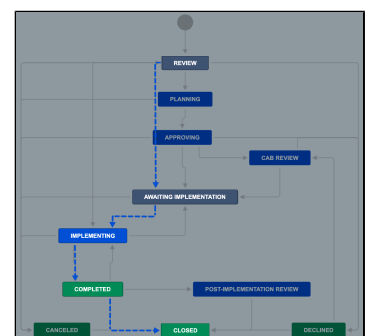 REVIEW
PLANNING
APPROVING
CAB REVIEW
AWAITING IMPLEMENTATION
IMPLEMENTING
COMPLETED
POST-IMPLEMENTATION REVIEW
CANCELED
CLOSED
DECLINED